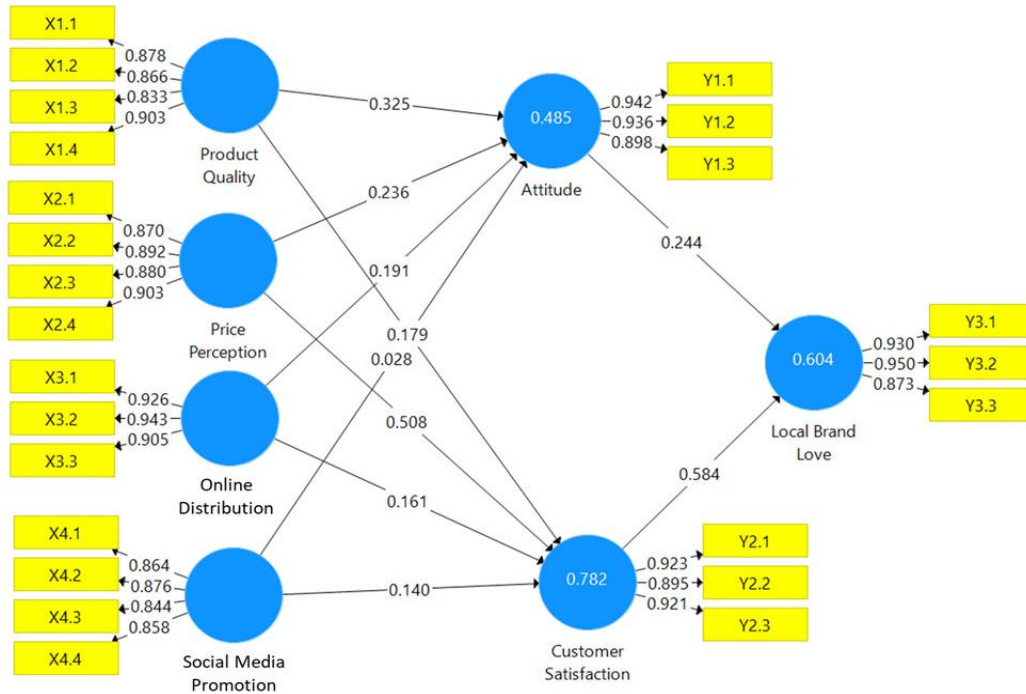 X1.1
X1.2
X1.3
X1.4
0.878
0.866
0.833
0.903
Product
Quality
X2.1
X2.2
X2.3
X2.4
0.870
0.892
0.880
0.903
Price
Perception
X3.1
X3.2
X3.3
0.926
0.943
0.905
Online
Distribution
X4.1
X4.2
X4.3
X4.4
0.864
0.876
0.844
0.858
Social Media
Promotion
0.325
0.236
0.191
0.179
0.028
0.508
0.161
0.140
0.485
Attitude
0.942
0.936
0.898
Y1.1
Y1.2
Y1.3
0.782
Customer
Satisfaction
0.923
0.895
0.921
Y2.1
Y2.2
Y2.3
0.244
0.584
0.604
Local Brand
Love
0.930
0.950
0.873
Y3.1
Y3.2
Y3.3